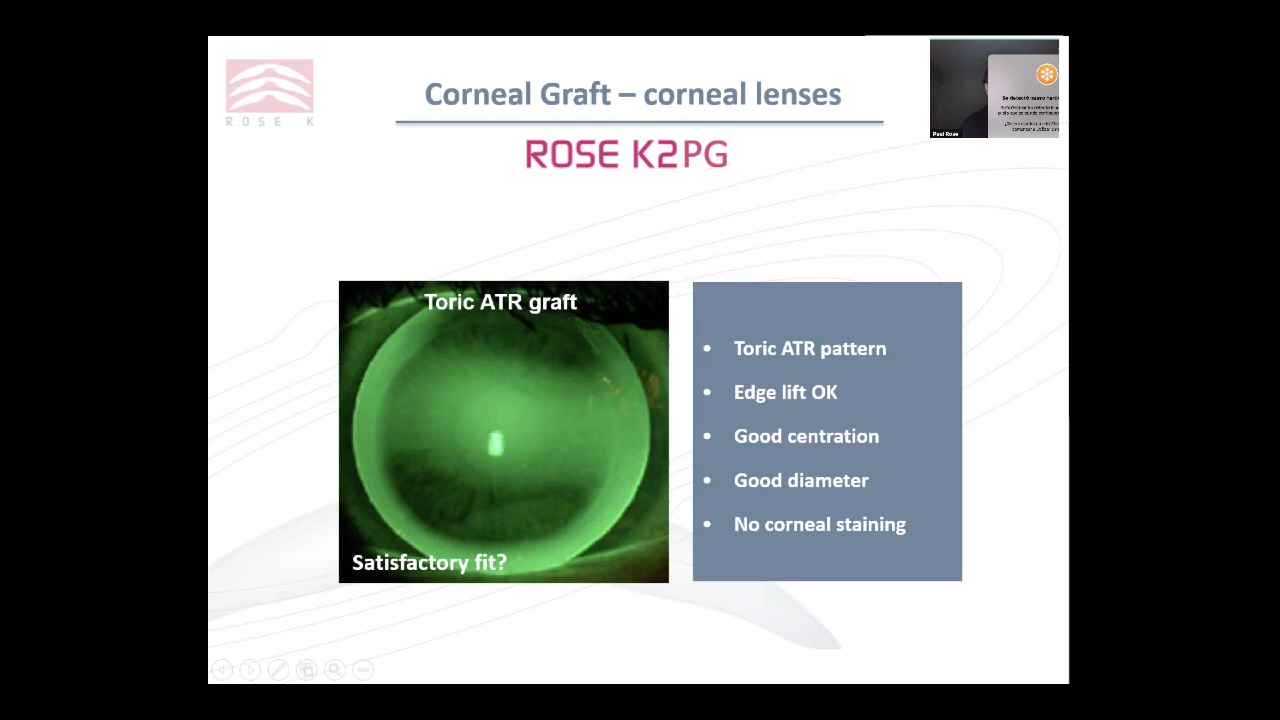 ROSE K
Corneal Graft – corneal lenses
ROSE K2PG
Paul Rose
Toric ATR graft
Satisfactory fit?
• Toric ATR pattern
• Edge lift OK
• Good centration
• Good diameter
• No corneal staining